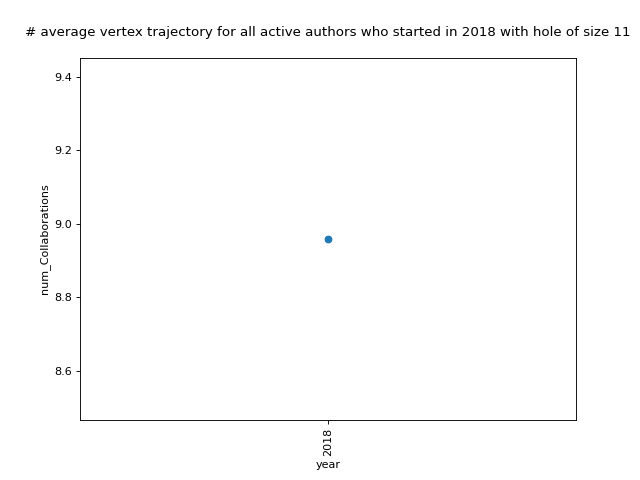 # average vertex trajectory for all active authors who started in 2018 with hole of size 11
9.4
9.2
9.0
8.8
8.6
num_Collaborations
2018
year